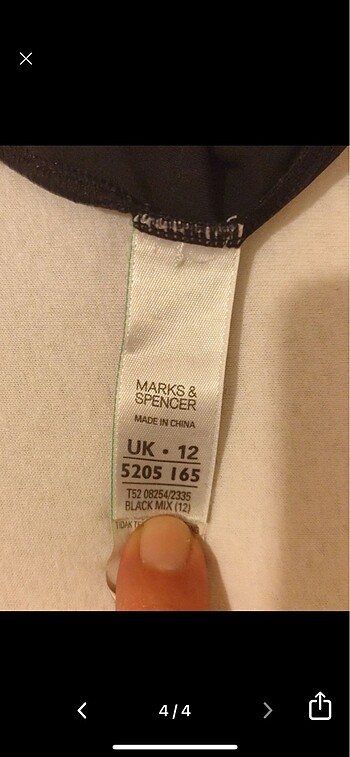 MARKS &
SPENCER
MADE IN CHINA
UK • 12
5205 165
T52 08254/2335
BLACK MIX (12)
4/4